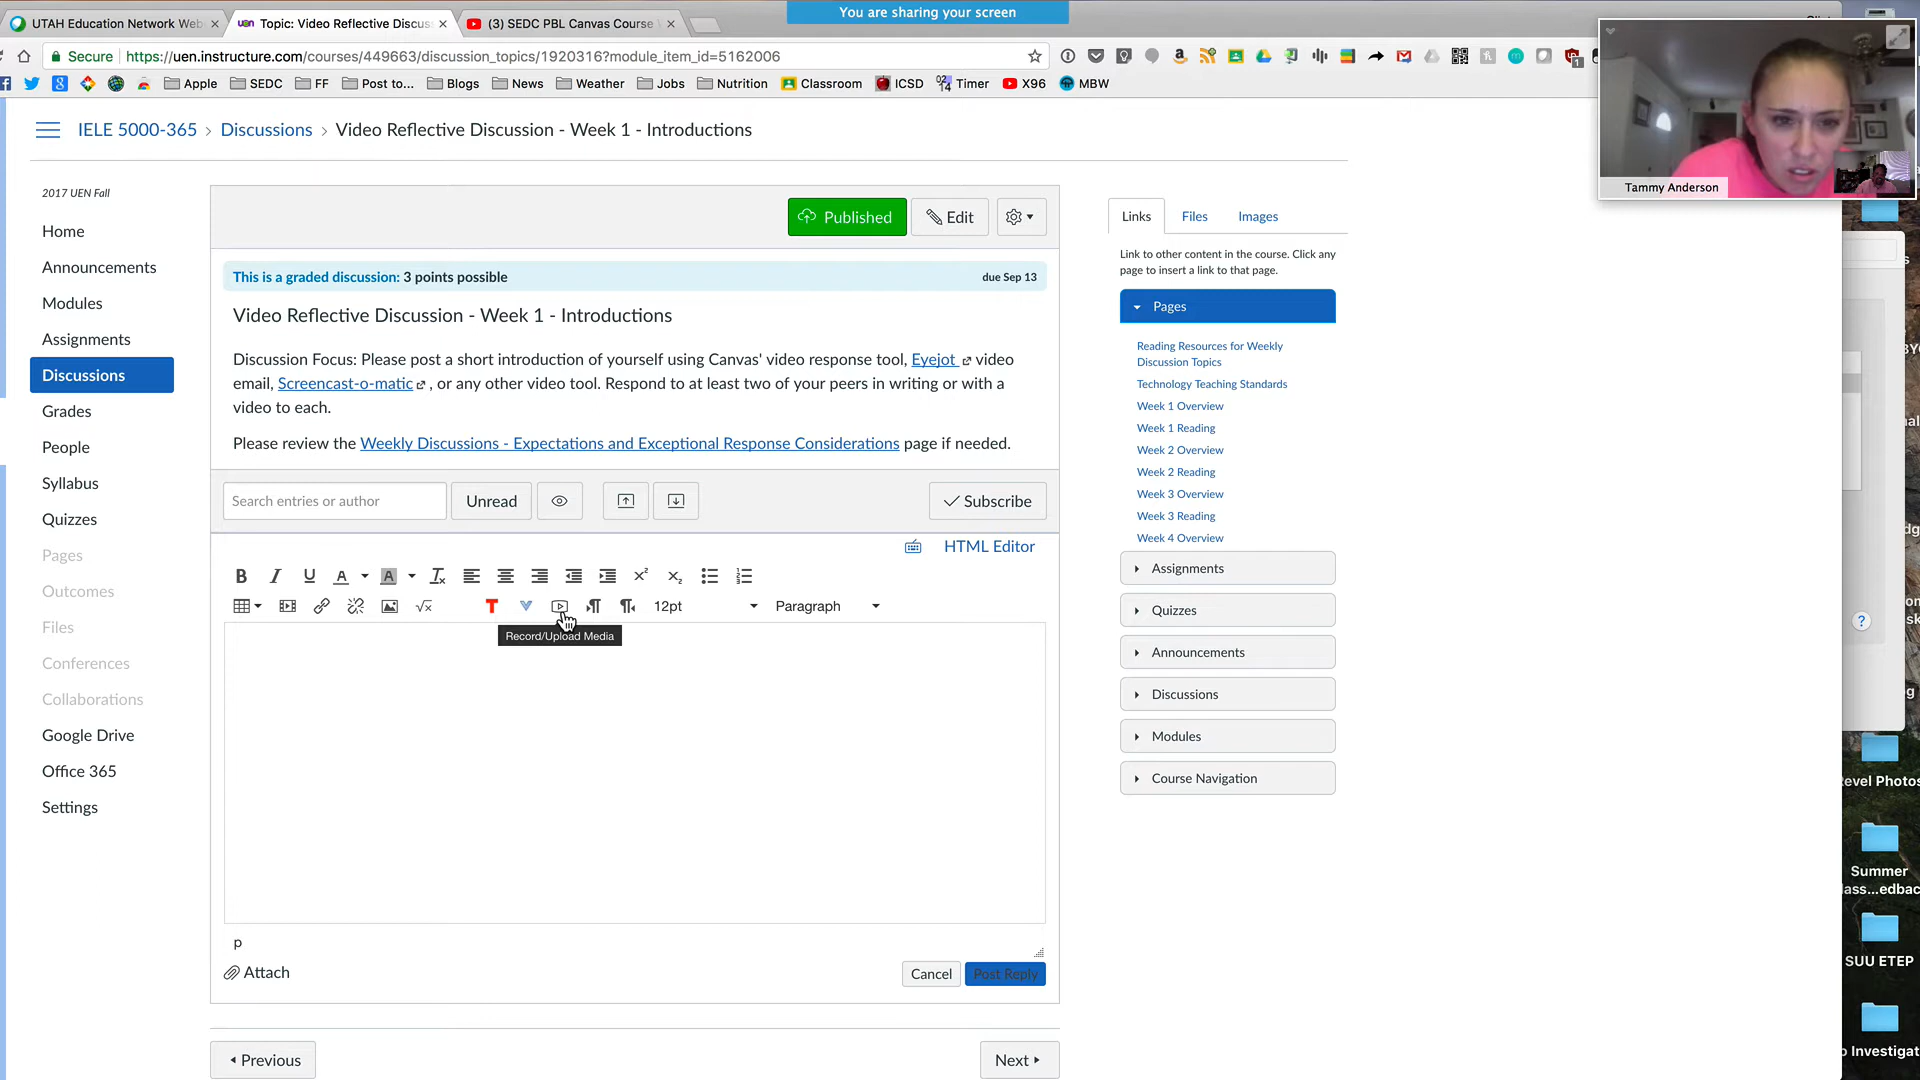 You are sharing your screen
UTAH Education Network Web
Topic: Video Reflective Discuss
(3) SEDC PBL Canvas Course
Secure
https://uen.instructure.com/courses/449663/discussion_topics/1920316?module_item_id=5162006
Apple
SEDC
FF
Post to...
Blogs
News
Weather
Jobs
Nutrition
Classroom
ICSD
Timer
X96
MBW
Tammy Anderson
IELE 5000-365 › Discussions › Video Reflective Discussion - Week 1 - Introductions
2017 UEN Fall
Home
Announcements
Modules
Assignments
Discussions
Grades
People
Syllabus
Quizzes
Pages
Outcomes
Files
Conferences
Collaborations
Google Drive
Office 365
Settings
Published
Edit
This is a graded discussion: 3 points possible
due Sep 13
Video Reflective Discussion - Week 1 - Introductions
Discussion Focus: Please post a short introduction of yourself using Canvas' video response tool, Eyejot video
email, Screencast-o-matic , or any other video tool. Respond to at least two of your peers in writing or with a
video to each.
Please review the Weekly Discussions - Expectations and Exceptional Response Considerations page if needed.
Search entries or author
Unread
Subscribe
HTML Editor
12pt
Paragraph
Record/Upload Media
p
Attach
Cancel
Post Reply
Previous
Next
Links
Files
Images
Link to other content in the course. Click any
page to insert a link to that page.
Pages
Reading Resources for Weekly
Discussion Topics
Technology Teaching Standards
Week 1 Overview
Week 1 Reading
Week 2 Overview
Week 2 Reading
Week 3 Overview
Week 3 Reading
Week 4 Overview
Assignments
Quizzes
Announcements
Discussions
Modules
Course Navigation
?
evel Photos
Summer
lass...edbac
SUU ETEP
Investigat